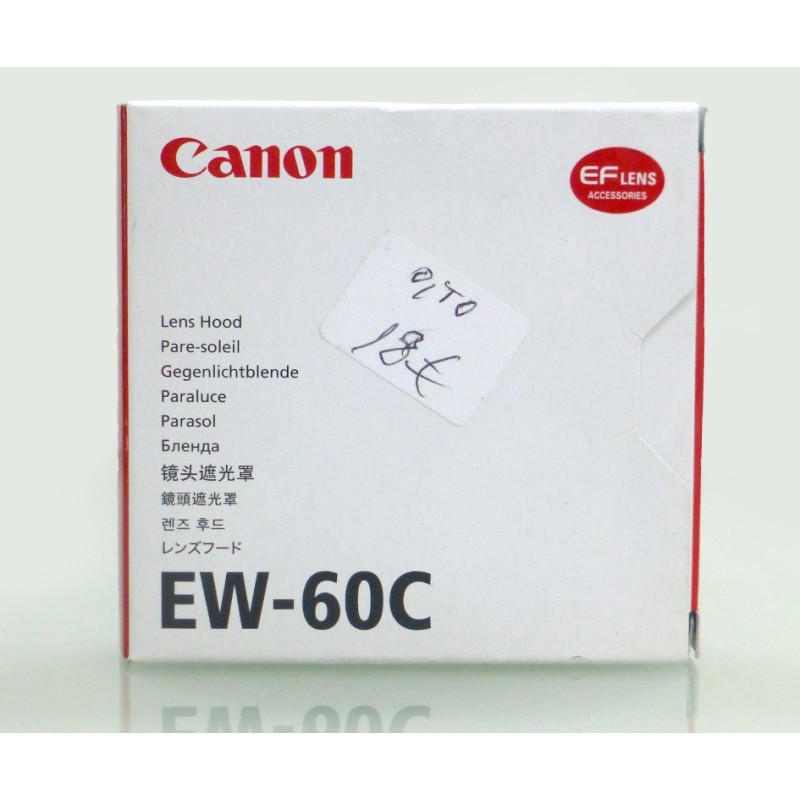 Canon
EF LENS
ACCESSORIES
18€
Lens Hood
Pare-soleil
Gegenlichtblende
Paraluce
Parasol
Бленда
镜头遮光罩
鏡頭遮光罩
렌즈 후드
レンズフード
EW-60C